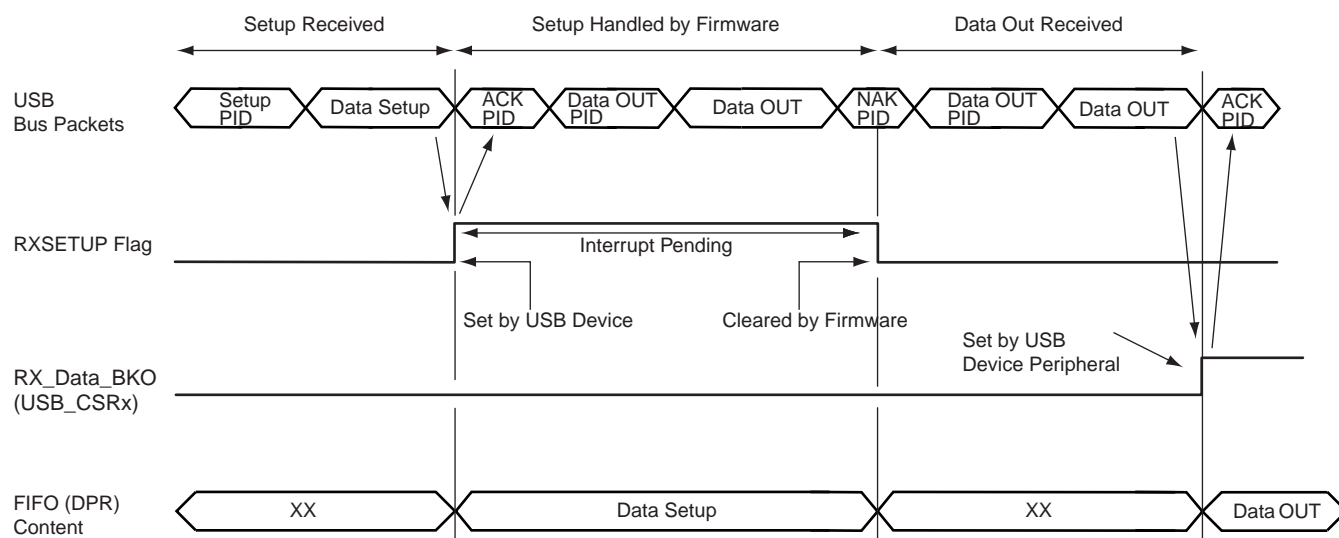 Setup Received
Setup Handled by Firmware
Data Out Received
USB
Bus Packets
Setup
PID
Data Setup
ACK
PID
Data OUT
PID
Data OUT
NAK
PID
Data OUT
PID
Data OUT
ACK
PID
RXSETUP Flag
Interrupt Pending
Set by USB Device
Cleared by Firmware
Set by USB
Device Peripheral
RX_Data_BKO
(USB_CSRx)
FIFO (DPR)
Content
XX
Data Setup
XX
Data OUT